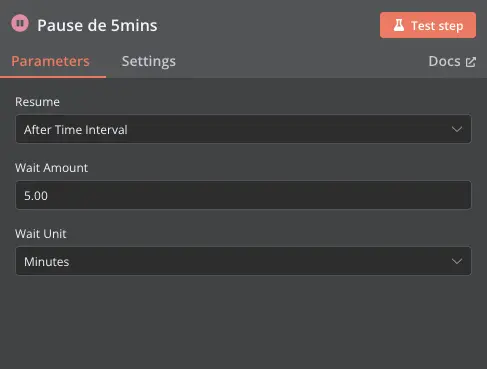 Pause de 5mins
Test step
Parameters
Settings
Docs
Resume
After Time Interval
Wait Amount
5.00
Wait Unit
Minutes